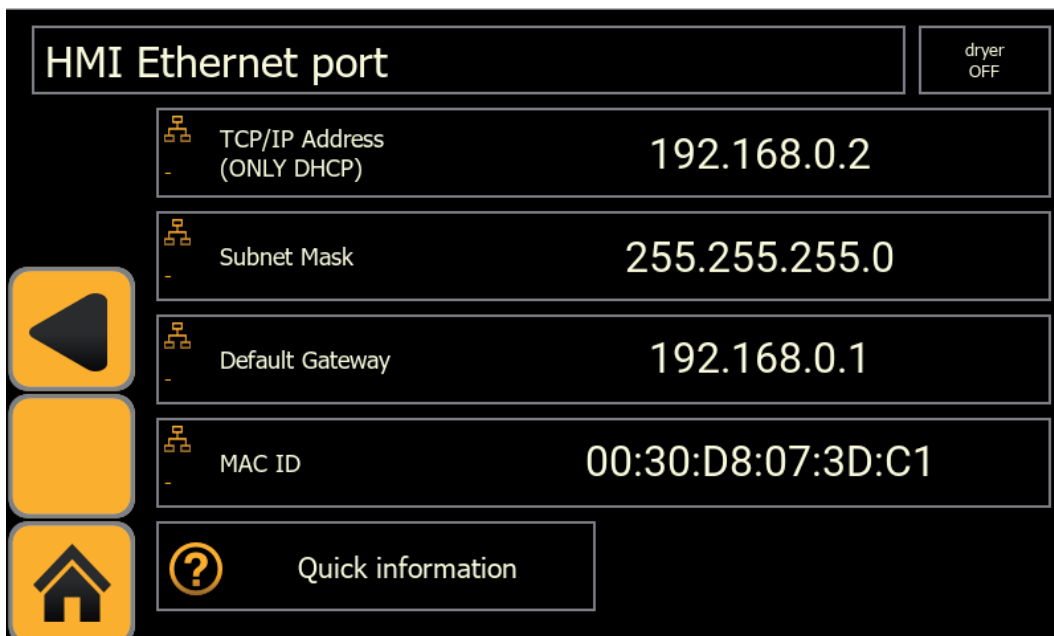 HMI Ethernet port
dryer
OFF
TCP/IP Address
(ONLY DHCP)
-
192.168.0.2
Subnet Mask
-
255.255.255.0
Default Gateway
-
192.168.0.1
MAC ID
-
00:30:D8:07:3D:C1
?
Quick information